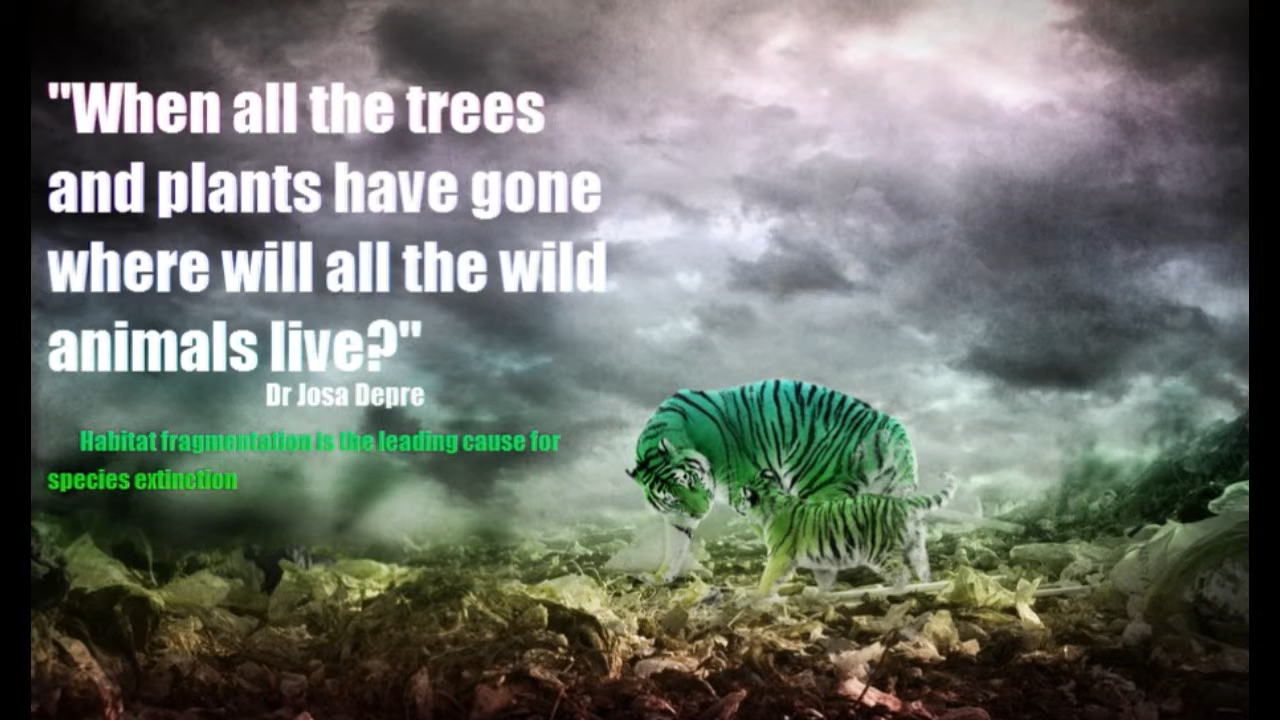 "When all the trees
and plants have gone
where will all the wild
animals live?"
Dr Josa Depre
Habitat fragmentation is the leading cause for
species extinction